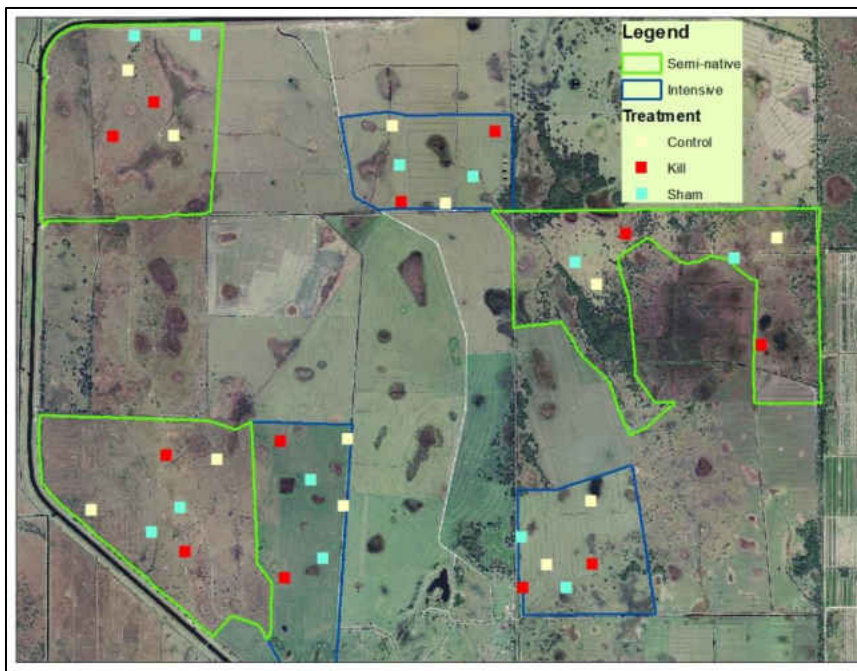 Legend
Semi-native
Intensive
Treatment
Control
Kill
Sham